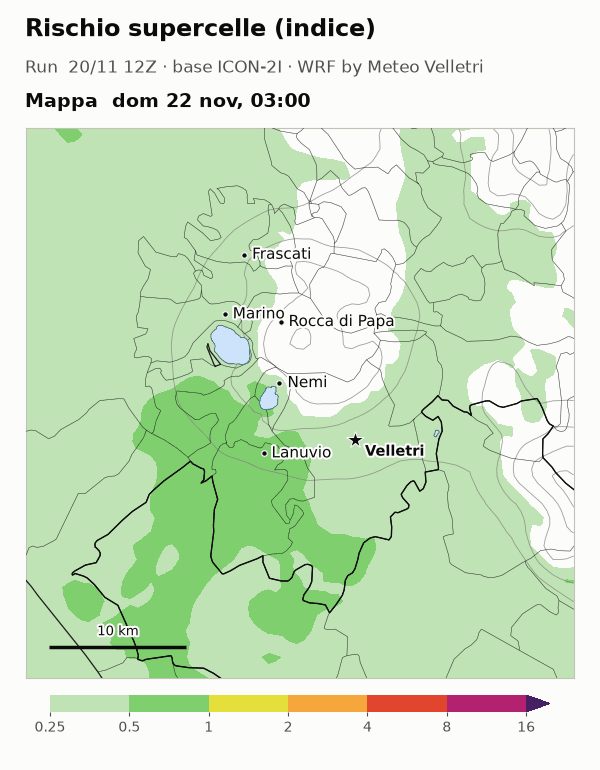 Rischio supercelle (indice)
Run 20/11 12Z · base ICON-2I · WRF by Meteo Velletri
Mappa dom 22 nov, 03:00
Frascati
Marino
Rocca di Papa
Nemi
Velletri
Lanuvio
10 km
0.25 0.5 1 2 4 8 16